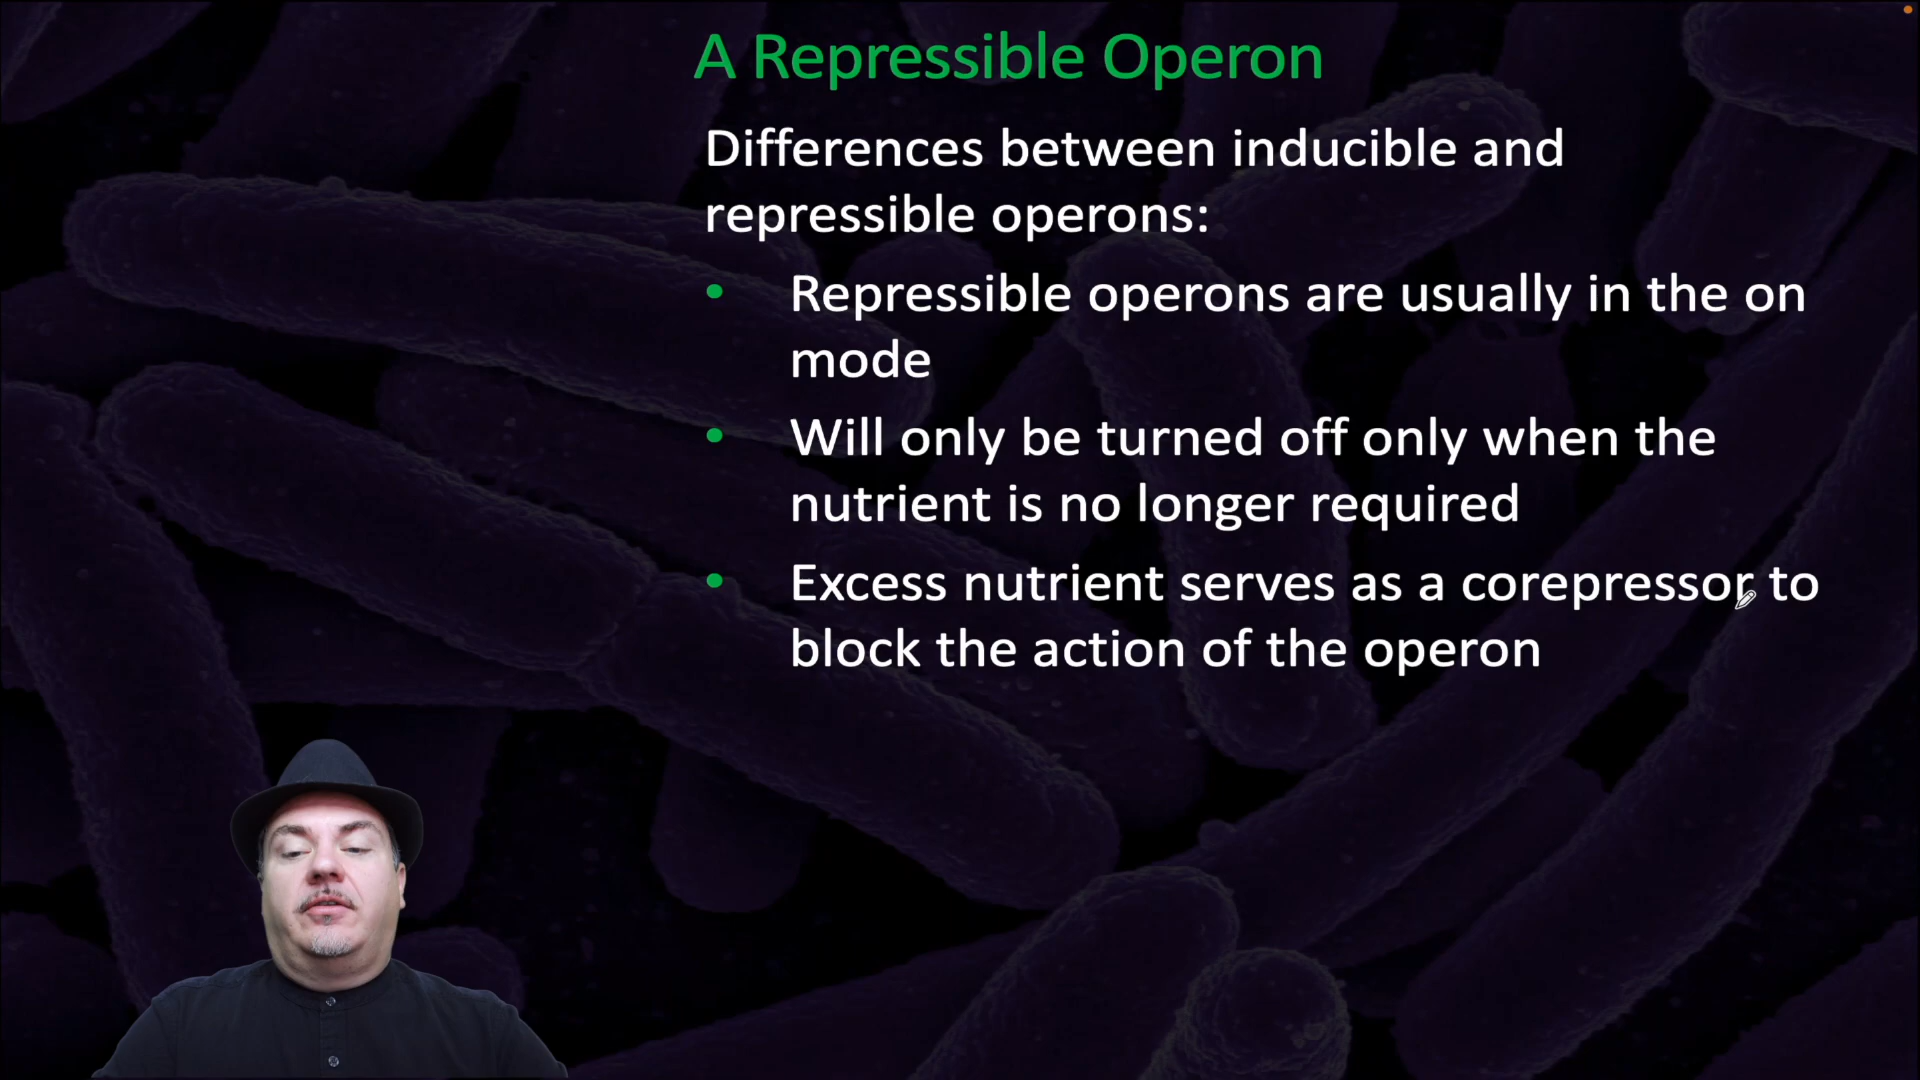 A Repressible Operon
Differences between inducible and
repressible operons:
• Repressible operons are usually in the on
mode
• Will only be turned off only when the
nutrient is no longer required
• Excess nutrient serves as a corepressor to
block the action of the operon